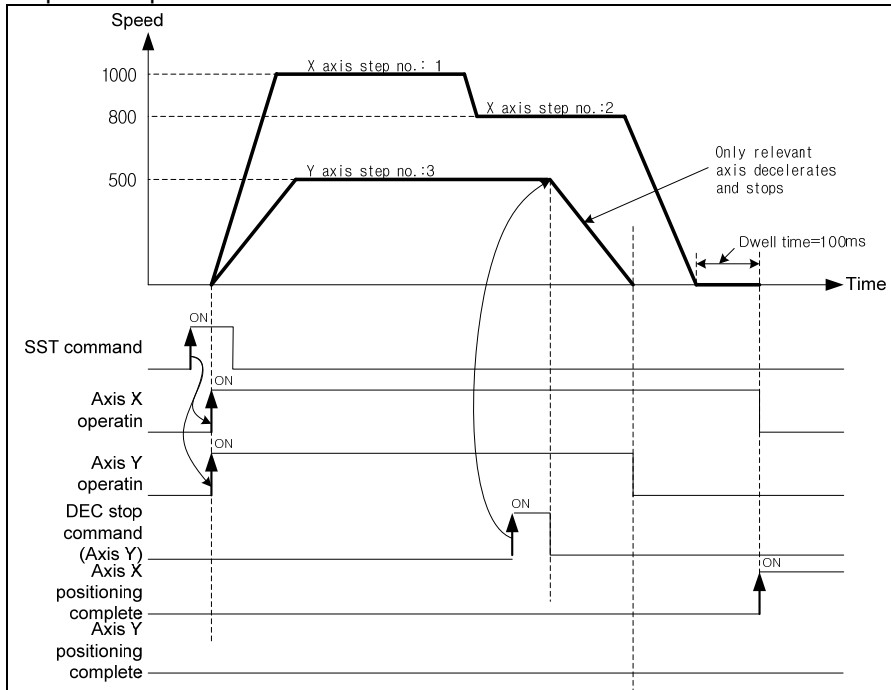 Speed
1000
X axis step no.: 1
800
X axis step no.:2
500
Y axis step no.:3
Only relevant
axis decelerates
and stops
Dwell time=100ms
Time
ON
SST command
ON
Axis X
operatin
ON
Axis Y
operatin
ON
DEC stop
command
(Axis Y)
ON
Axis X
positioning
complete
Axis Y
positioning
complete